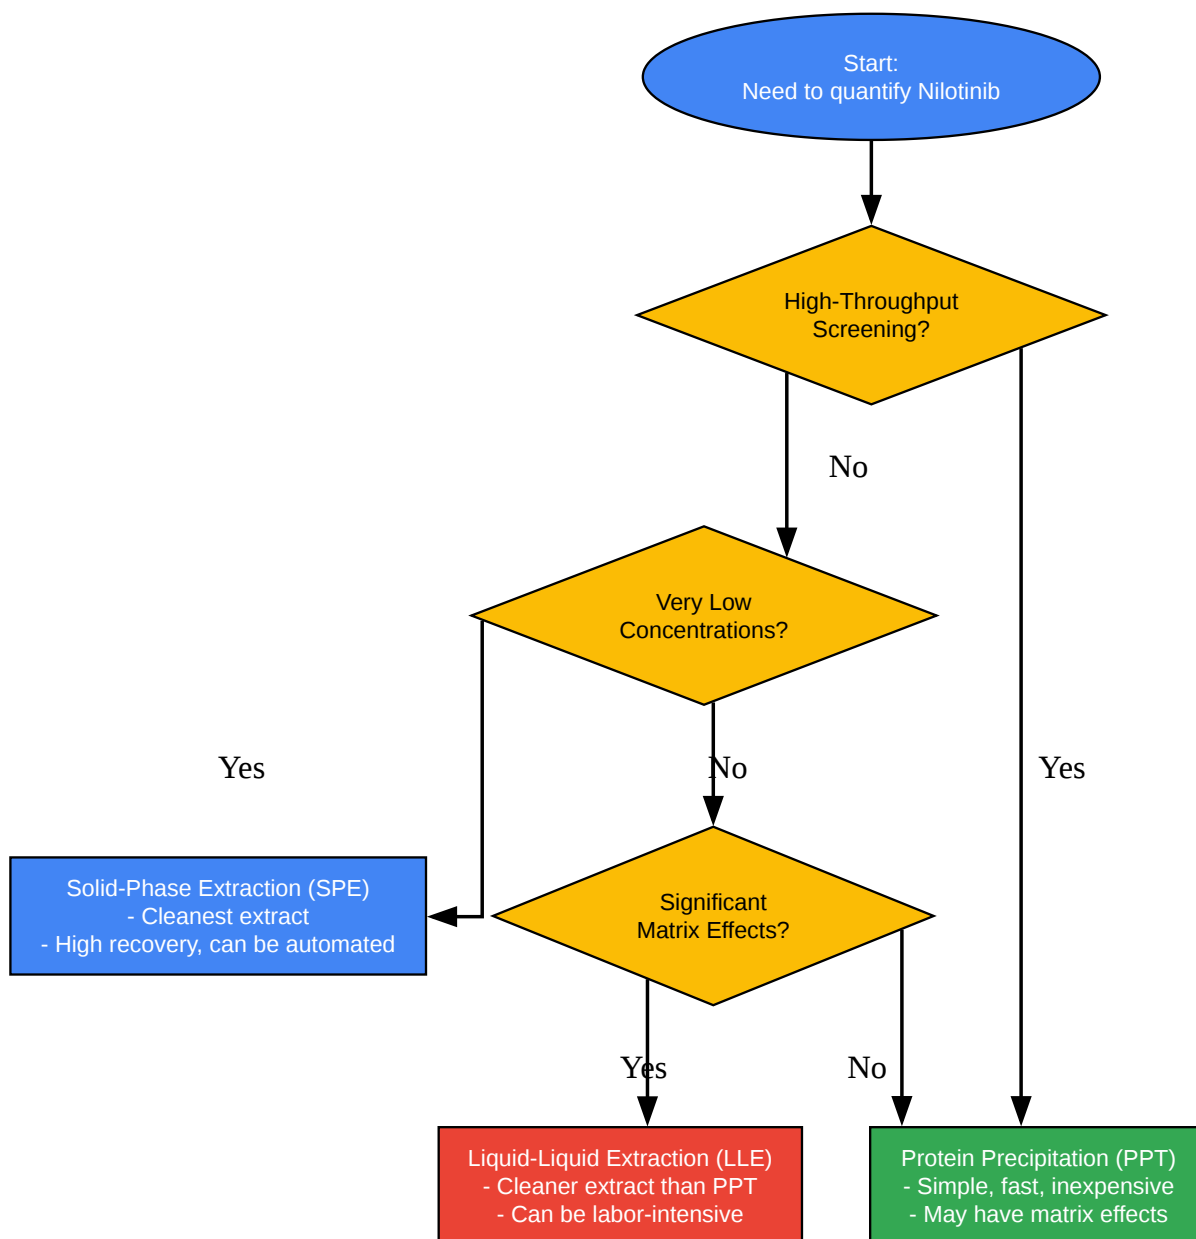 Start:
Need to quantify Nilotinib
High-Throughput
Screening?
No
Very Low
Concentrations?
Yes
No
Yes
Solid-Phase Extraction (SPE)
- Cleanest extract
- High recovery, can be automated
Significant
Matrix Effects?
Yes
No
Liquid-Liquid Extraction (LLE)
- Cleaner extract than PPT
- Can be labor-intensive
Protein Precipitation (PPT)
- Simple, fast, inexpensive
- May have matrix effects